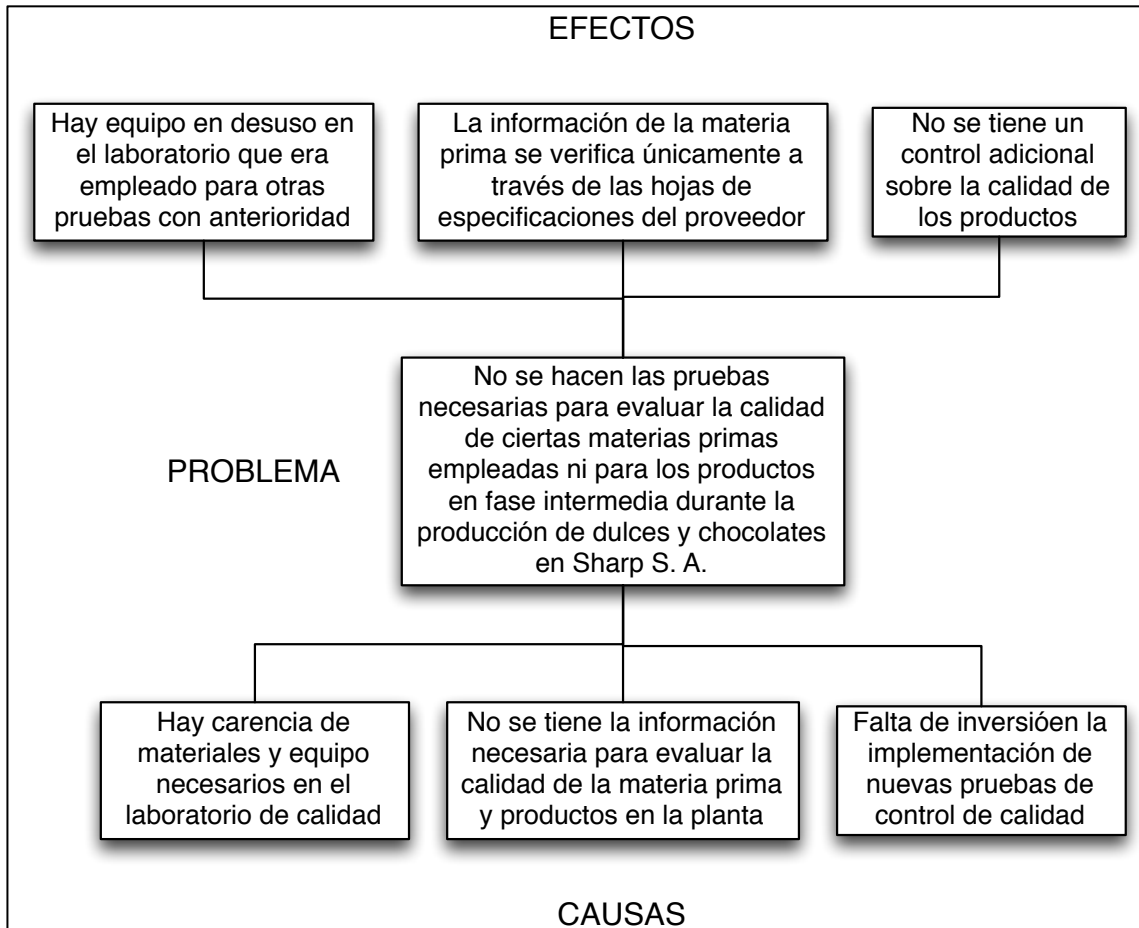 EFECTOS
Hay equipo en desuso en
el laboratorio que era
empleado para otras
pruebas con anterioridad
La información de la materia
prima se verifica únicamente a
través de las hojas de
especificaciones del proveedor
No se tiene un
control adicional
sobre la calidad de
los productos
PROBLEMA
No se hacen las pruebas
necesarias para evaluar la calidad
de ciertas materias primas
empleadas ni para los productos
en fase intermedia durante la
producción de dulces y chocolates
en Sharp S. A.
Hay carencia de
materiales y equipo
necesarios en el
laboratorio de calidad
No se tiene la información
necesaria para evaluar la
calidad de la materia prima
y productos en la planta
Falta de inversióen la
implementación de
nuevas pruebas de
control de calidad
CAUSAS